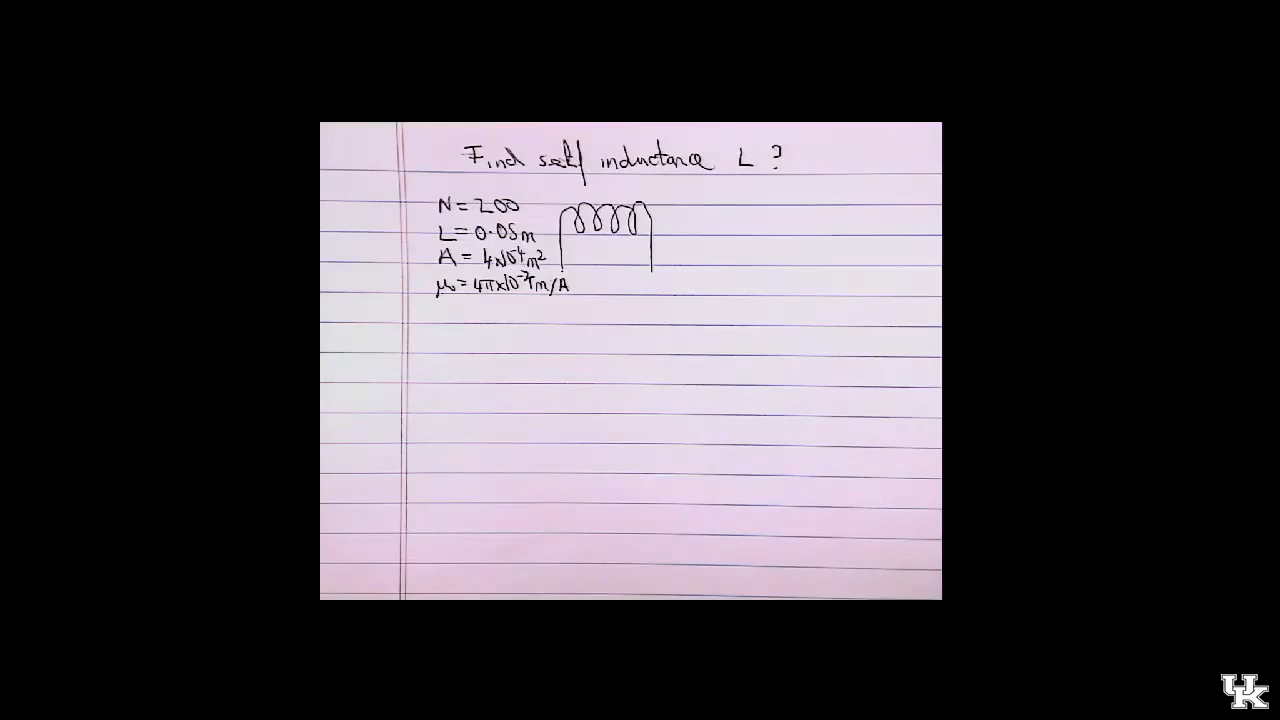 Find self inductance L ?
N = 200
L = 0.05m
A = 4x10⁻⁴m²
μ₀ = 4πx10⁻⁷Tm/A
UK